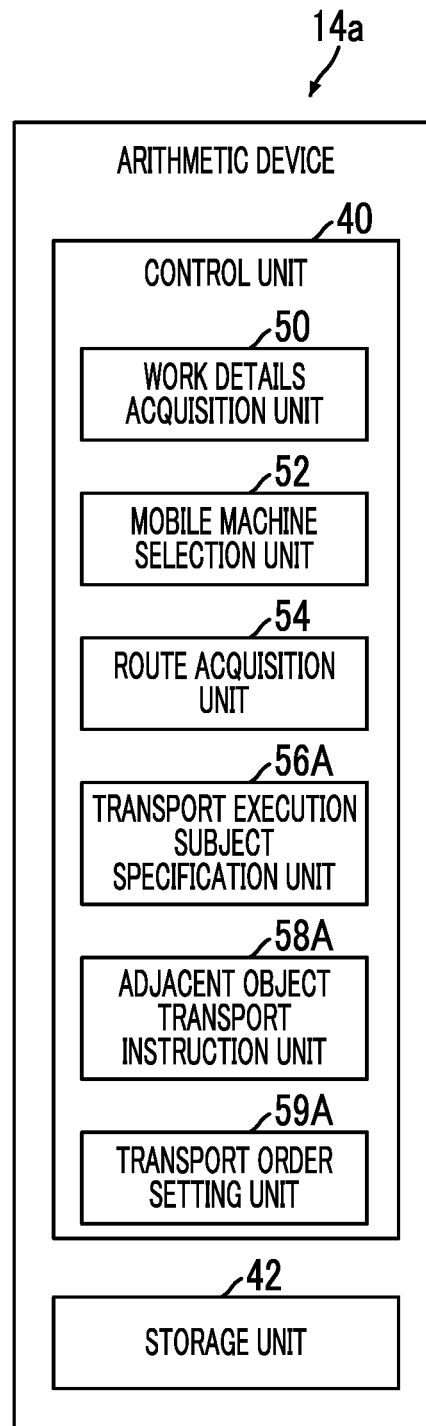 14a
ARITHMETIC DEVICE
40
CONTROL UNIT
50
WORK DETAILS
ACQUISITION UNIT
52
MOBILE MACHINE
SELECTION UNIT
54
ROUTE ACQUISITION
UNIT
56A
TRANSPORT EXECUTION
SUBJECT
SPECIFICATION UNIT
58A
ADJACENT OBJECT
TRANSPORT
INSTRUCTION UNIT
59A
TRANSPORT ORDER
SETTING UNIT
42
STORAGE UNIT